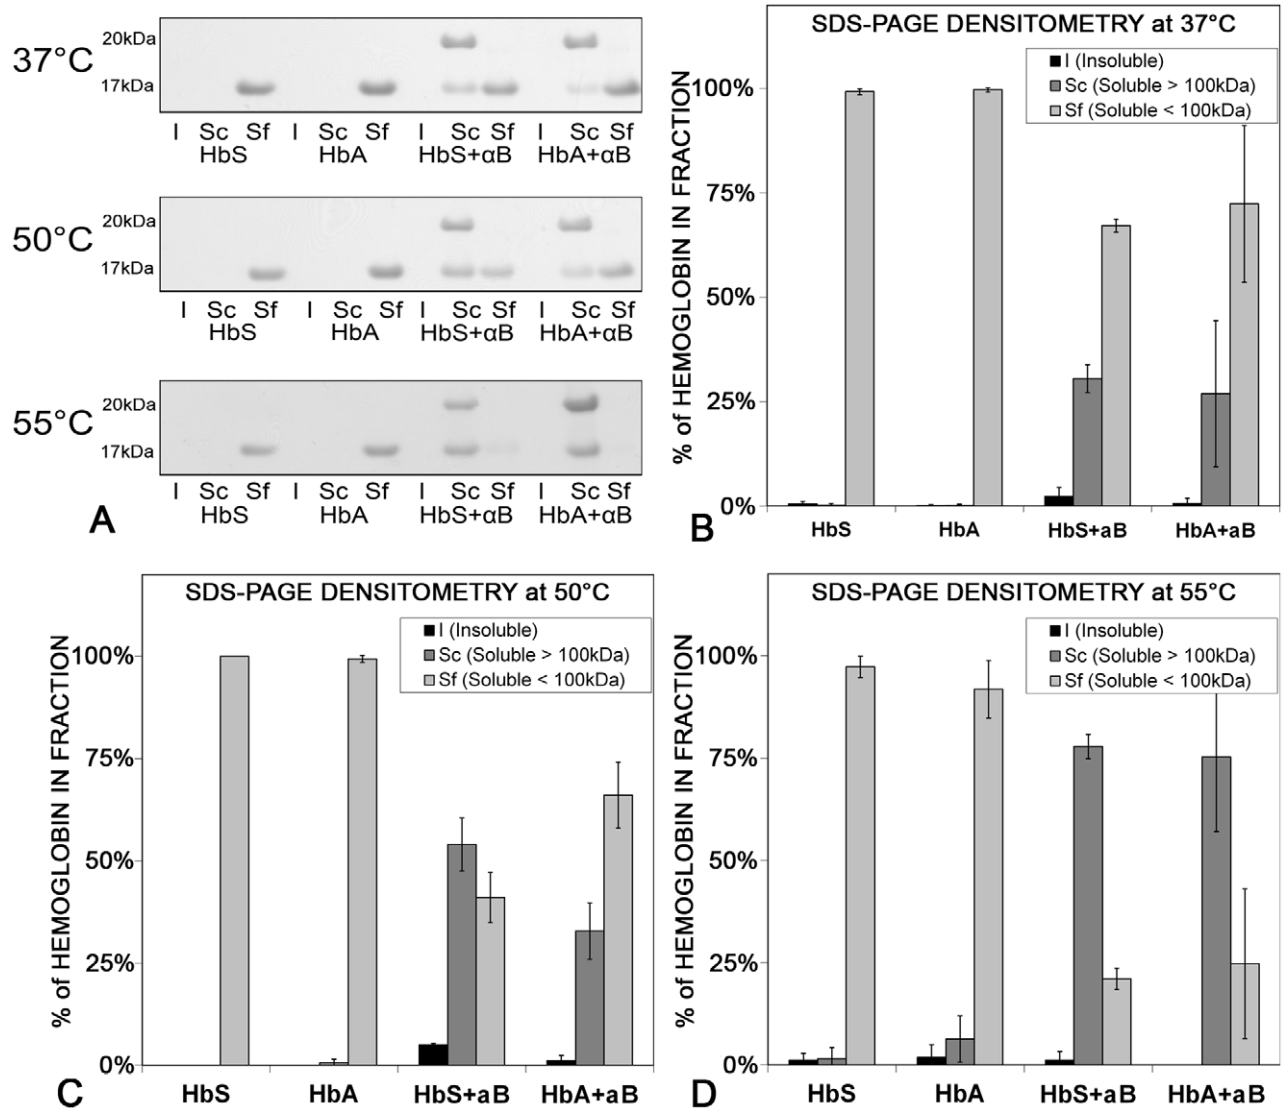 37°C
20kDa
17kDa
I Sc Sf I Sc Sf I Sc Sf I Sc Sf
HbS HbA HbS+αB HbA+αB
50°C
20kDa
17kDa
I Sc Sf I Sc Sf I Sc Sf I Sc Sf
HbS HbA HbS+αB HbA+αB
55°C
20kDa
17kDa
I Sc Sf I Sc Sf I Sc Sf I Sc Sf
HbS HbA HbS+αB HbA+αB
A
SDS-PAGE DENSITOMETRY at 37°C
I (Insoluble)
Sc (Soluble > 100kDa)
Sf (Soluble < 100kDa)
% of HEMOGLOBIN IN FRACTION
100%
75%
50%
25%
0%
HbS HbA HbS+aB HbA+aB
B
SDS-PAGE DENSITOMETRY at 50°C
I (Insoluble)
Sc (Soluble > 100kDa)
Sf (Soluble < 100kDa)
% of HEMOGLOBIN IN FRACTION
100%
75%
50%
25%
0%
HbS HbA HbS+aB HbA+aB
C
SDS-PAGE DENSITOMETRY at 55°C
I (Insoluble)
Sc (Soluble > 100kDa)
Sf (Soluble < 100kDa)
% of HEMOGLOBIN IN FRACTION
100%
75%
50%
25%
0%
HbS HbA HbS+aB HbA+aB
D